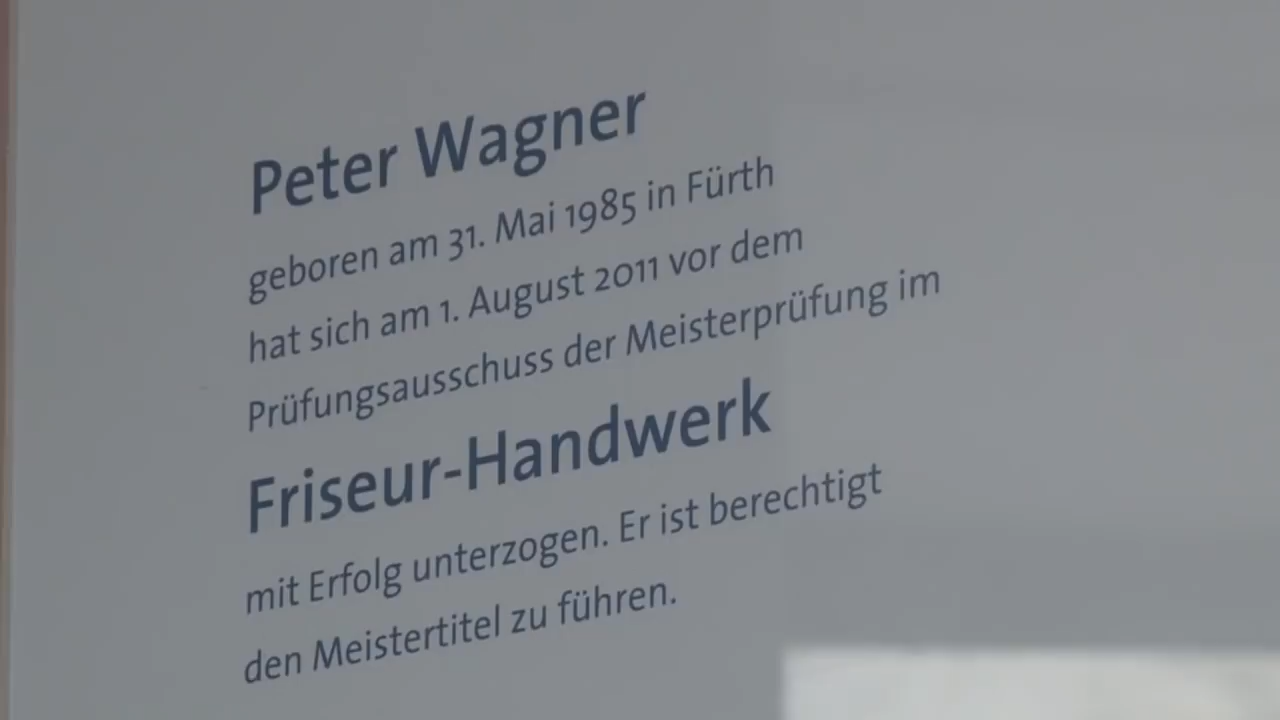 Peter Wagner
geboren am 31. Mai 1985 in Fürth
hat sich am 1. August 2011 vor dem
Prüfungsausschuss der Meisterprüfung im
Friseur-Handwerk
mit Erfolg unterzogen. Er ist berechtigt
den Meistertitel zu führen.